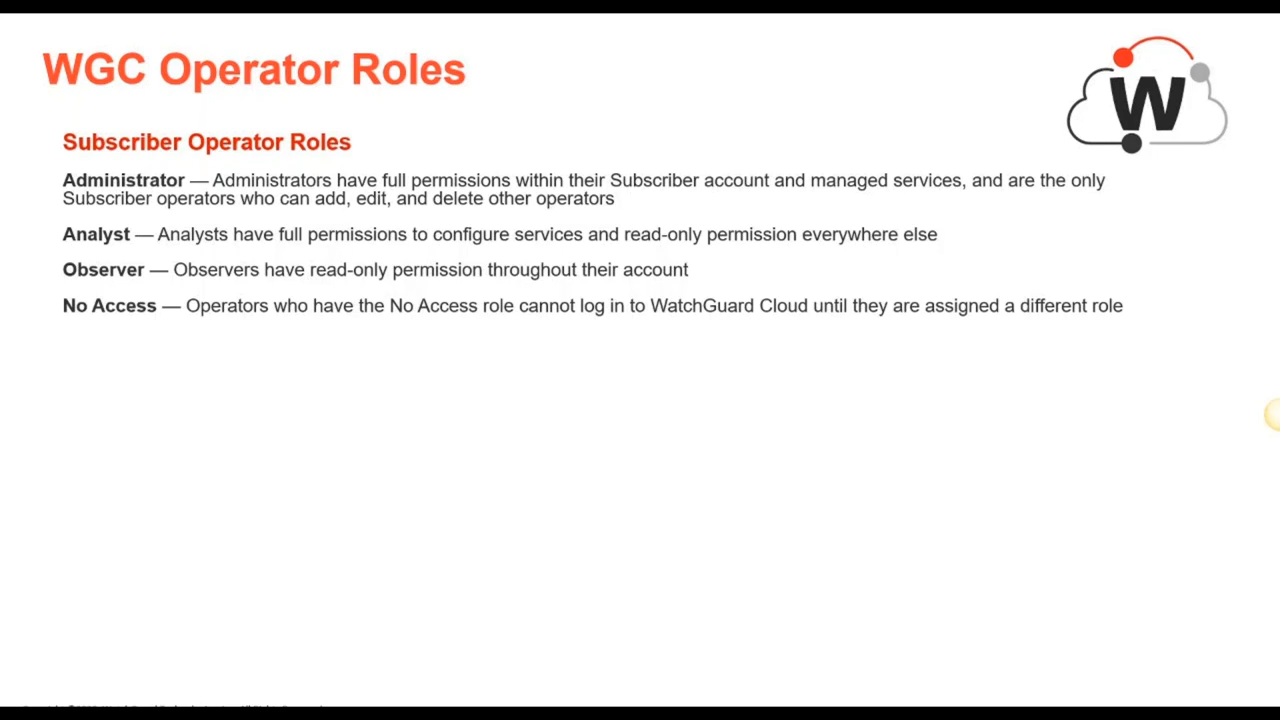 WGC Operator Roles
W
Subscriber Operator Roles
Administrator — Administrators have full permissions within their Subscriber account and managed services, and are the only
Subscriber operators who can add, edit, and delete other operators
Analyst — Analysts have full permissions to configure services and read-only permission everywhere else
Observer — Observers have read-only permission throughout their account
No Access — Operators who have the No Access role cannot log in to WatchGuard Cloud until they are assigned a different role